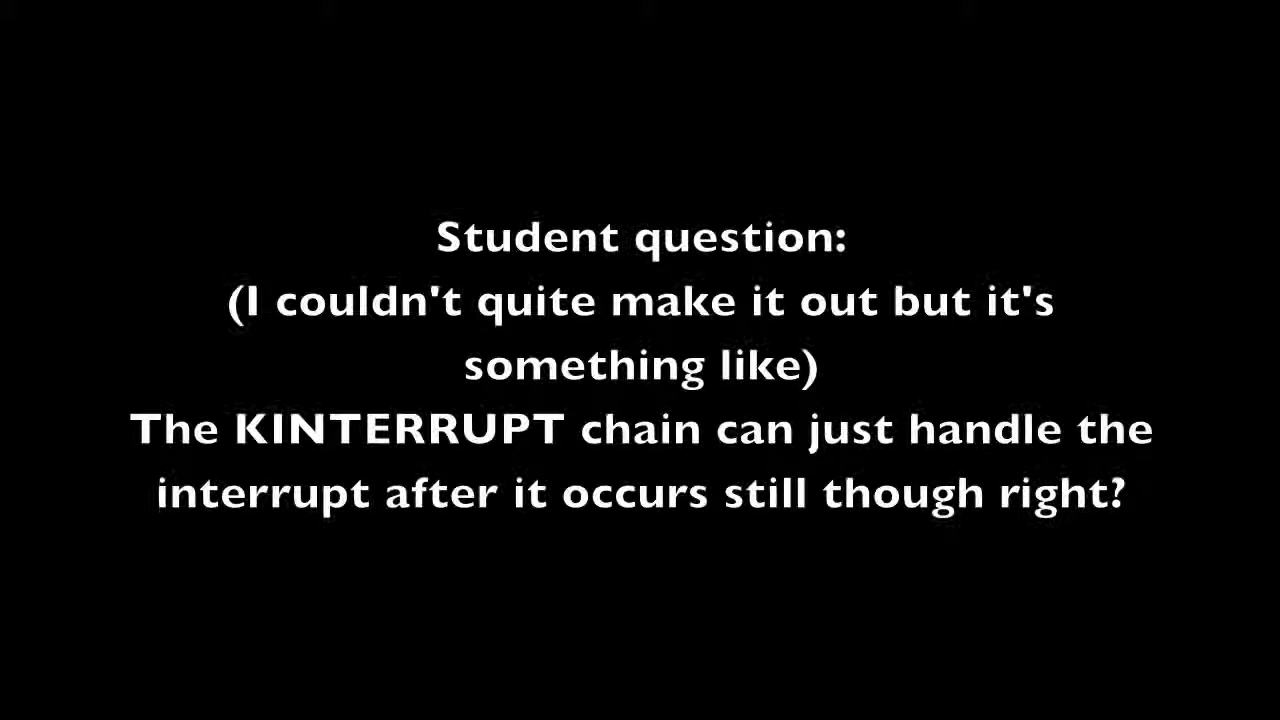 Student question:
(I couldn't quite make it out but it's
something like)
The KINTERRUPT chain can just handle the
interrupt after it occurs still though right?